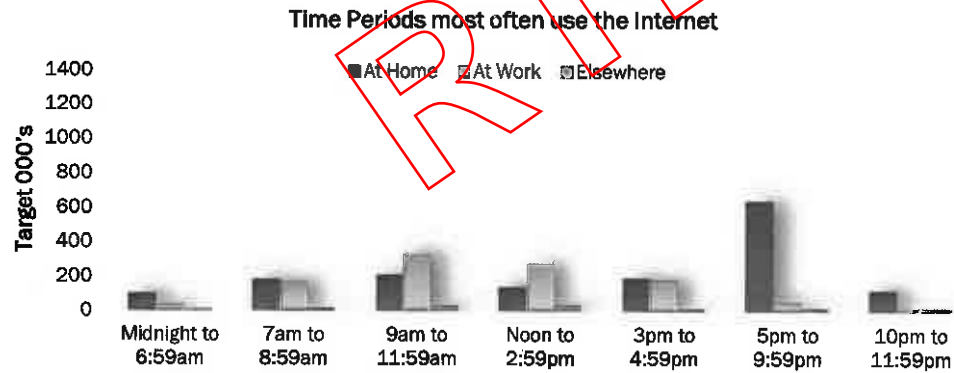 Time Periods most often use the Internet
At Home At Work Elsewhere
1400
1200
1000
800
600
400
200
0
Target 000's
Midnight to 6:59am
7am to 8:59am
9am to 11:59am
Noon to 2:59pm
3pm to 4:59pm
5pm to 9:59pm
10pm to 11:59pm